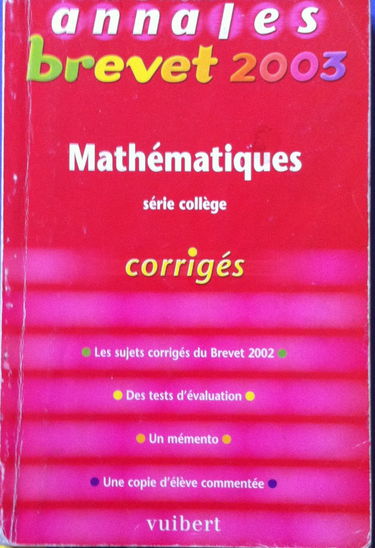 annales
brevet 2003
Mathématiques
série collège
corrigés
Les sujets corrigés du Brevet 2002
Des tests d'évaluation
Un mémento
Une copie d'élève commentée
vuibert